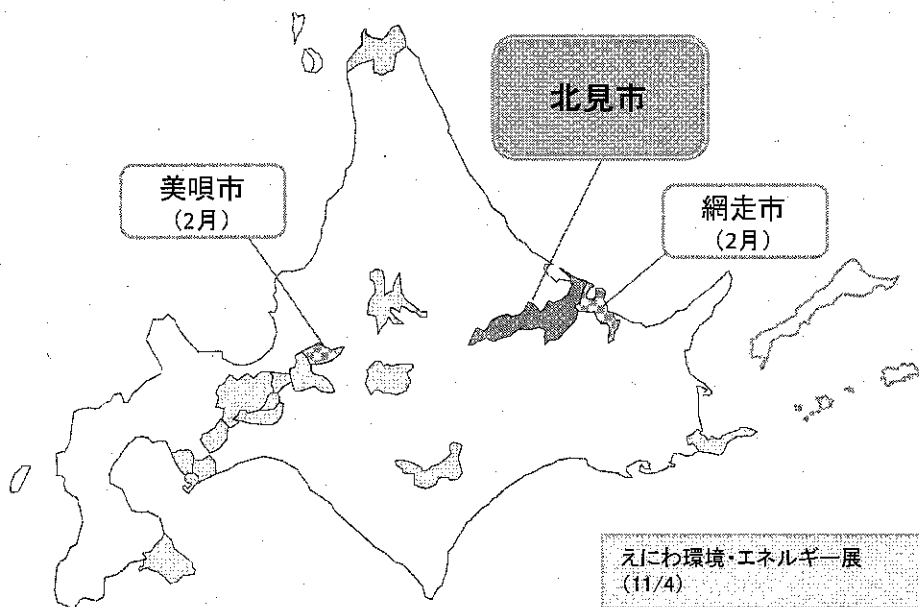 北見市
美唄市
(2月)
網走市
(2月)
えにわ環境・エネルギー展
(11/4)